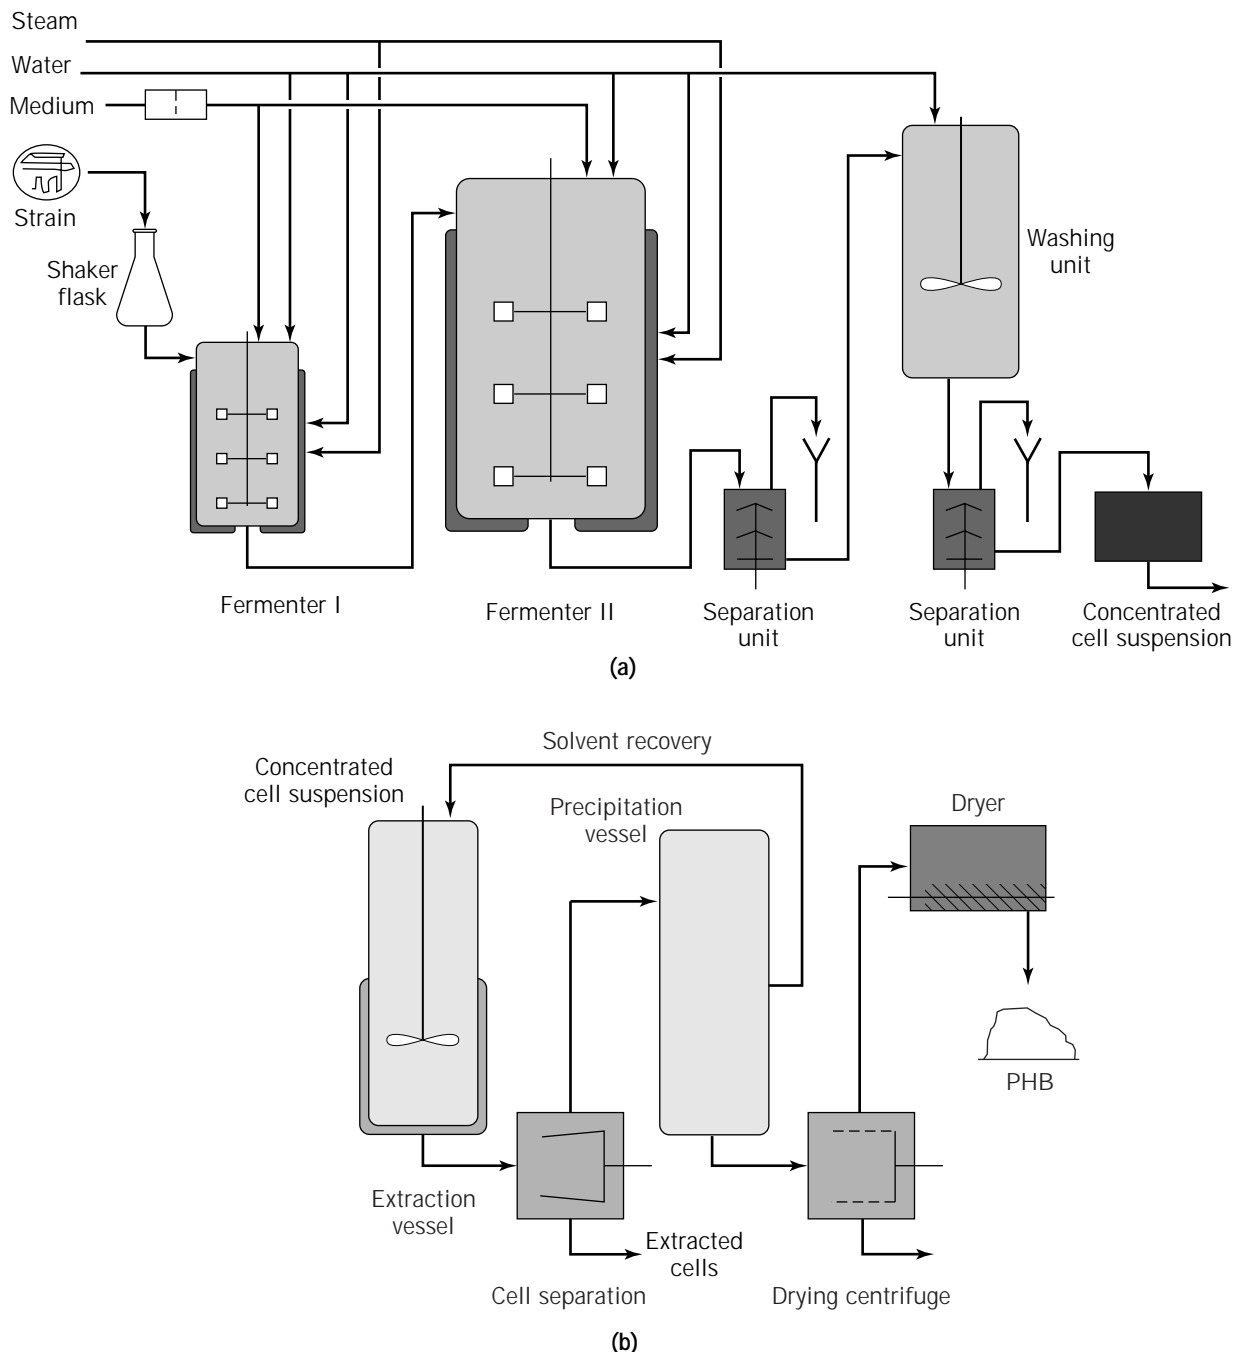 Steam
Water
Medium
Strain
Shaker
flask
Washing
unit
Fermenter I
Fermenter II
Separation
unit
Separation
unit
Concentrated
cell suspension
(a)
Solvent recovery
Concentrated
cell suspension
Precipitation
vessel
Dryer
PHB
Extraction
vessel
Extracted
cells
Cell separation
Drying centrifuge
(b)